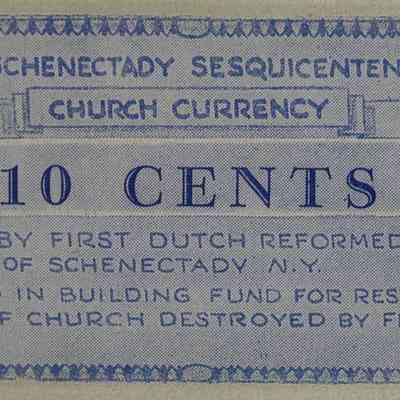 SCHENECTADY SESQUICENTEN
CHURCH CURRENCY
10 CENTS
BY FIRST DUTCH REFORMED
OF SCHENECTADY N.Y.
IN BUILDING FUND FOR RES
F CHURCH DESTROYED BY FI